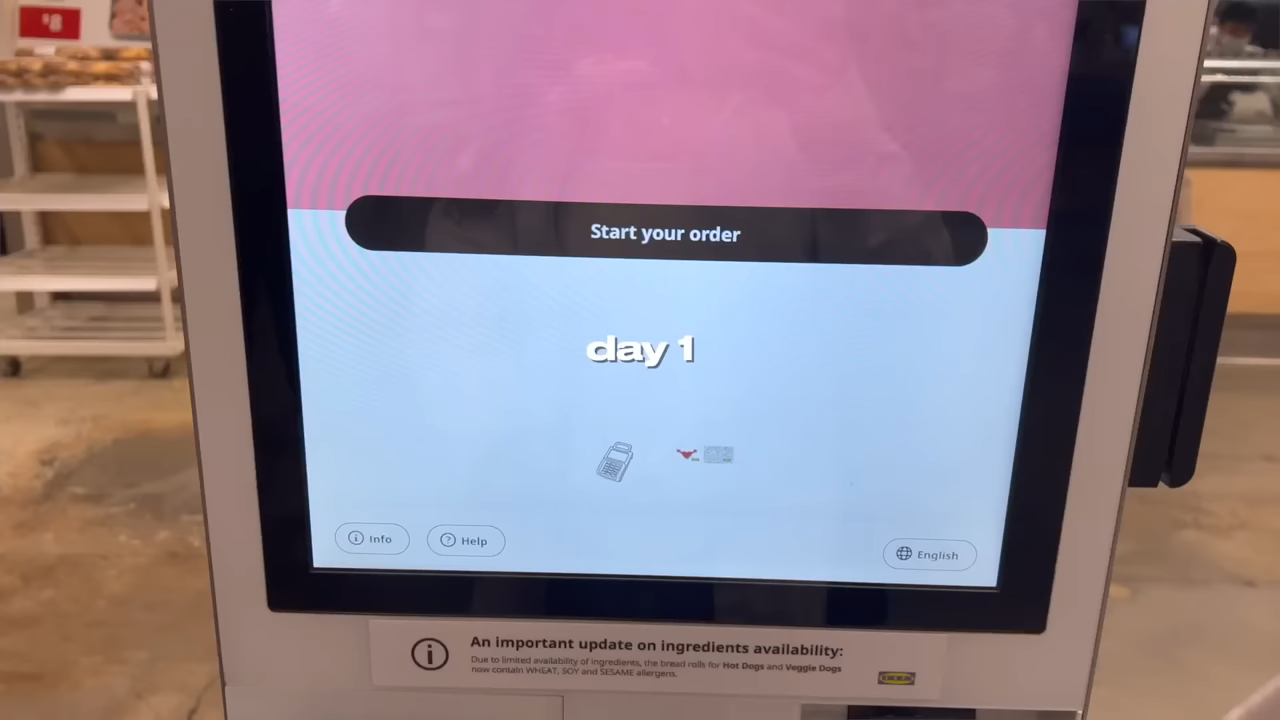 $8
Start your order
day 1
Info
Help
English
An important update on ingredients availability:
Due to limited availability of ingredients, the bread rolls for Hot Dogs and Veggie Dogs
now contain WHEAT, SOY and SESAME allergens.
IKEA